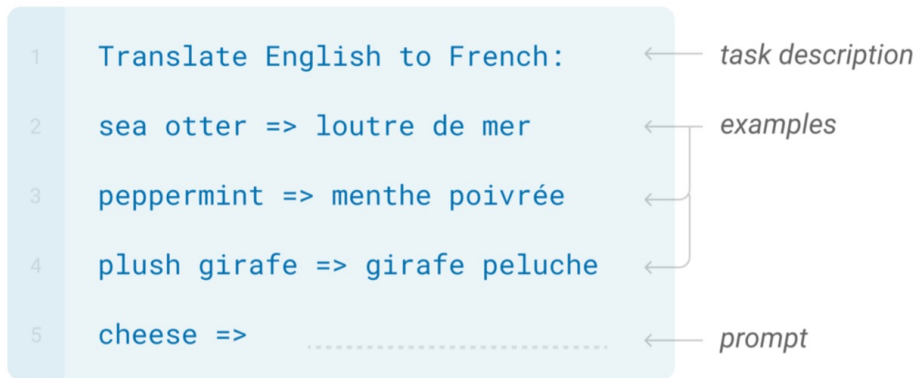 1 Translate English to French: task description
2 sea otter => loutre de mer examples
3 peppermint => menthe poivrée
4 plush girafe => girafe peluche
5 cheese => prompt